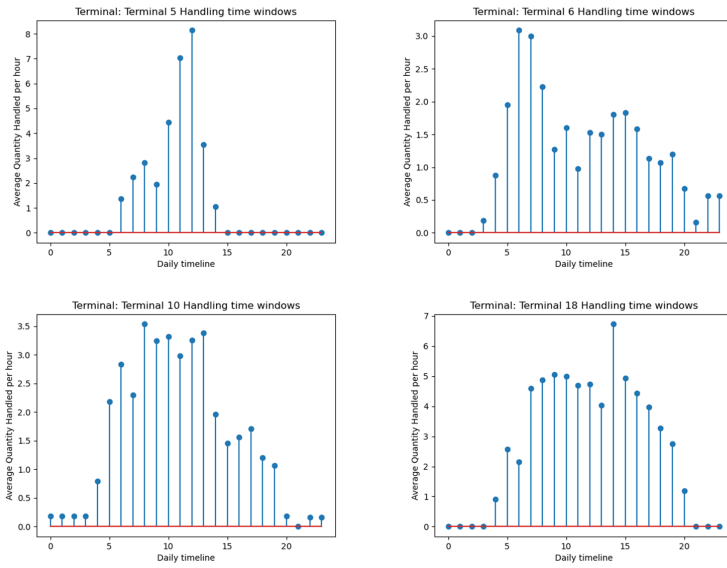 Terminal: Terminal 5 Handling time windows
Average Quantity Handled per hour
8
7
6
5
4
3
2
1
0
0 5 10 15 20
Daily timeline
Terminal: Terminal 6 Handling time windows
Average Quantity Handled per hour
3.0
2.5
2.0
1.5
1.0
0.5
0.0
0 5 10 15 20
Daily timeline
Terminal: Terminal 10 Handling time windows
Average Quantity Handled per hour
3.5
3.0
2.5
2.0
1.5
1.0
0.5
0.0
0 5 10 15 20
Daily timeline
Terminal: Terminal 18 Handling time windows
Average Quantity Handled per hour
7
6
5
4
3
2
1
0
0 5 10 15 20
Daily timeline